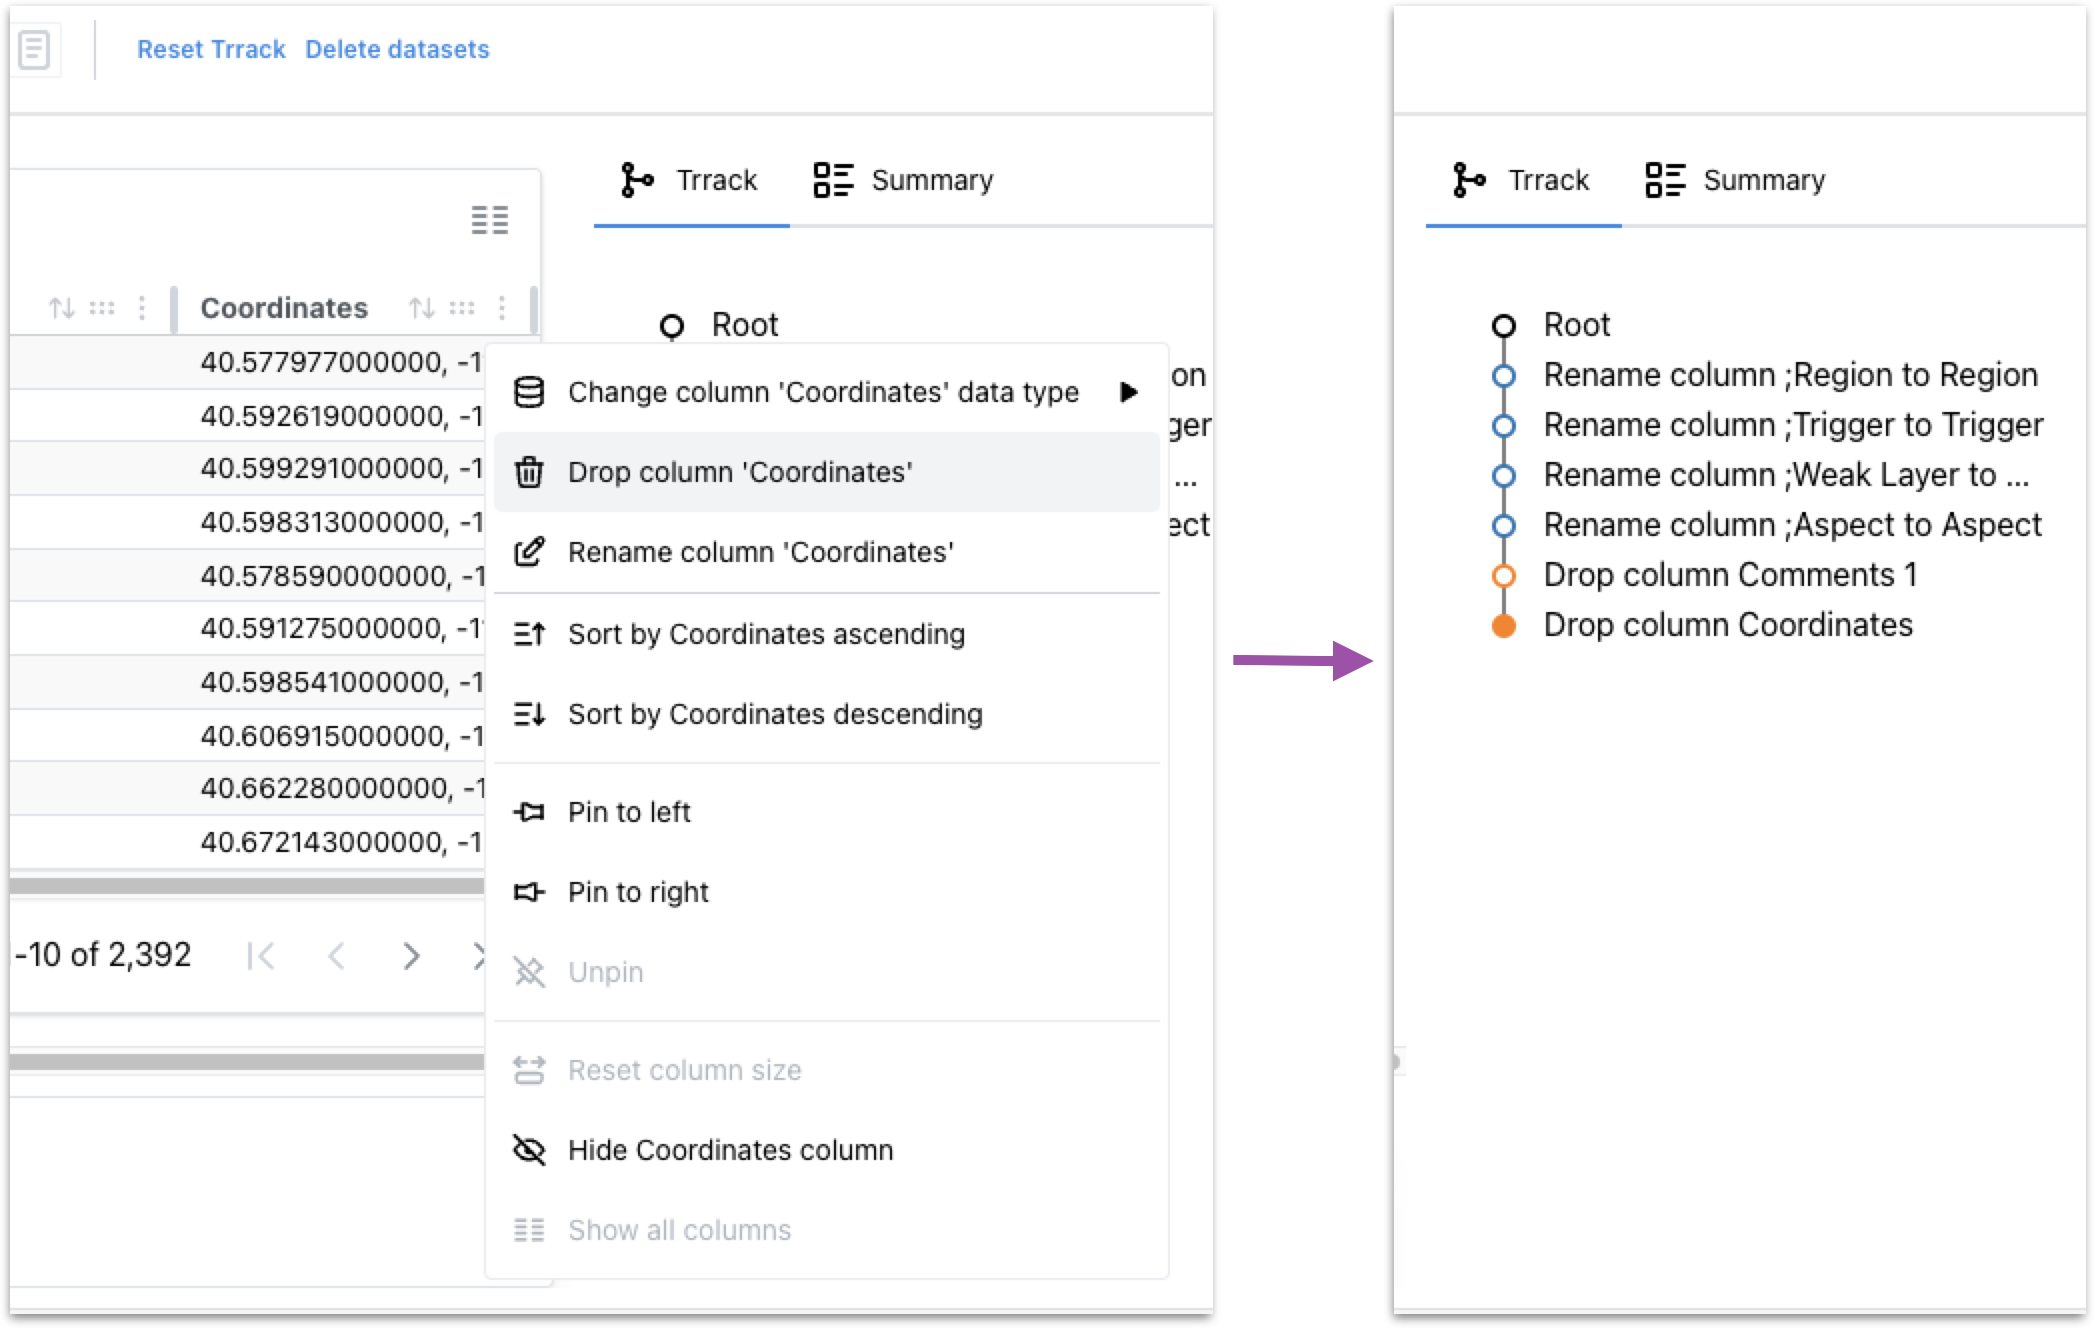 Reset Trrack Delete datasets
Trrack Summary
Coordinates
Root
40.577977000000, -1
40.592619000000, -1
40.599291000000, -1
40.598313000000, -1
40.578590000000, -1
40.591275000000, -1
40.598541000000, -1
40.606915000000, -1
40.662280000000, -1
40.672143000000, -1
-10 of 2,392
Change column 'Coordinates' data type
Drop column 'Coordinates'
Rename column 'Coordinates'
Sort by Coordinates ascending
Sort by Coordinates descending
Pin to left
Pin to right
Unpin
Reset column size
Hide Coordinates column
Show all columns
on
ger
...
ect
Trrack Summary
Root
Rename column ;Region to Region
Rename column ;Trigger to Trigger
Rename column ;Weak Layer to ...
Rename column ;Aspect to Aspect
Drop column Comments 1
Drop column Coordinates